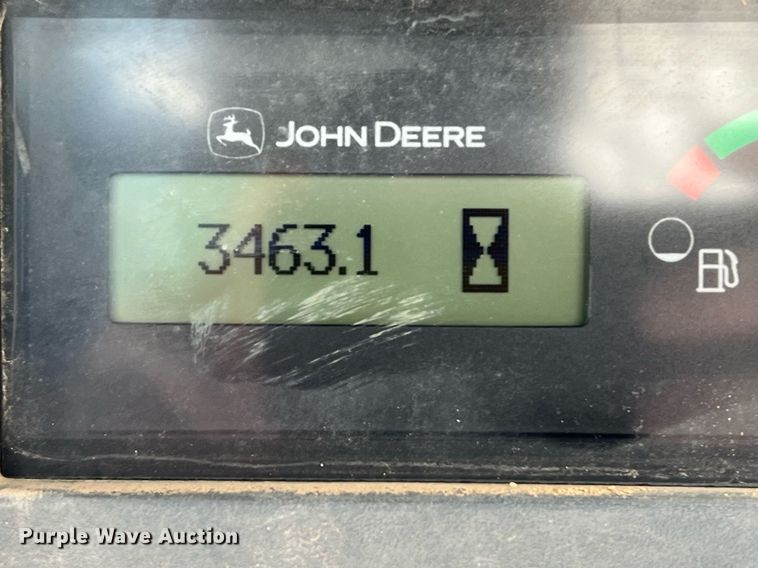 JOHN DEERE
3463.1
Purple Wave Auction